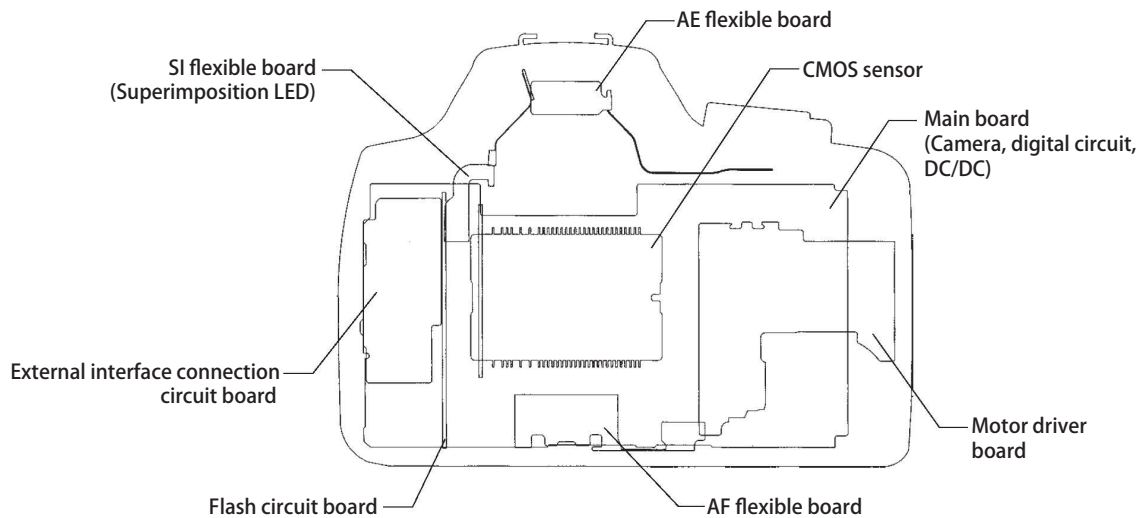 AE flexible board
SI flexible board
(Superimposition LED)
CMOS sensor
Main board
(Camera, digital circuit,
DC/DC)
External interface connection
circuit board
Motor driver
board
Flash circuit board
AF flexible board